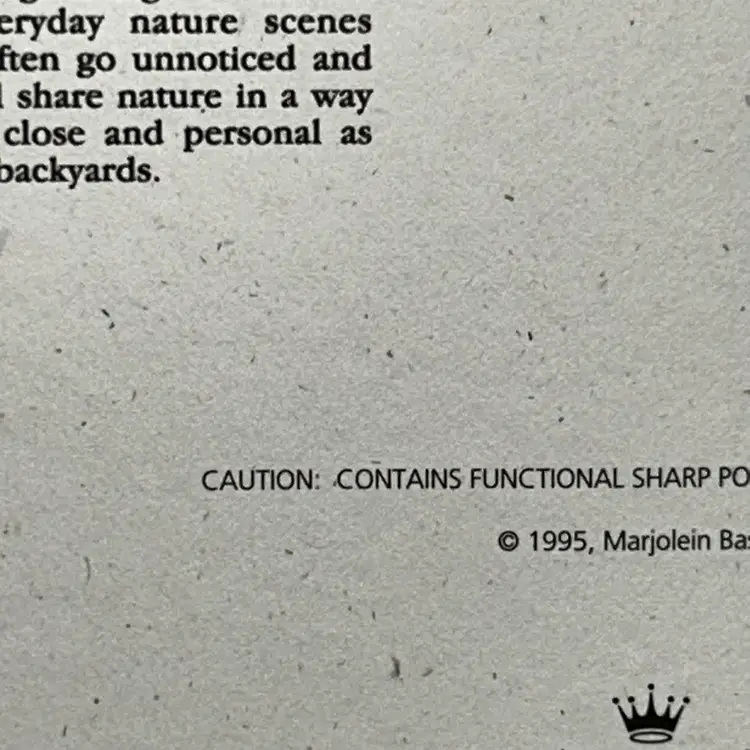 eryday nature scenes
ften go unnoticed and
share nature in a way
close and personal as
backyards.
CAUTION: CONTAINS FUNCTIONAL SHARP PO
© 1995, Marjolein Bas